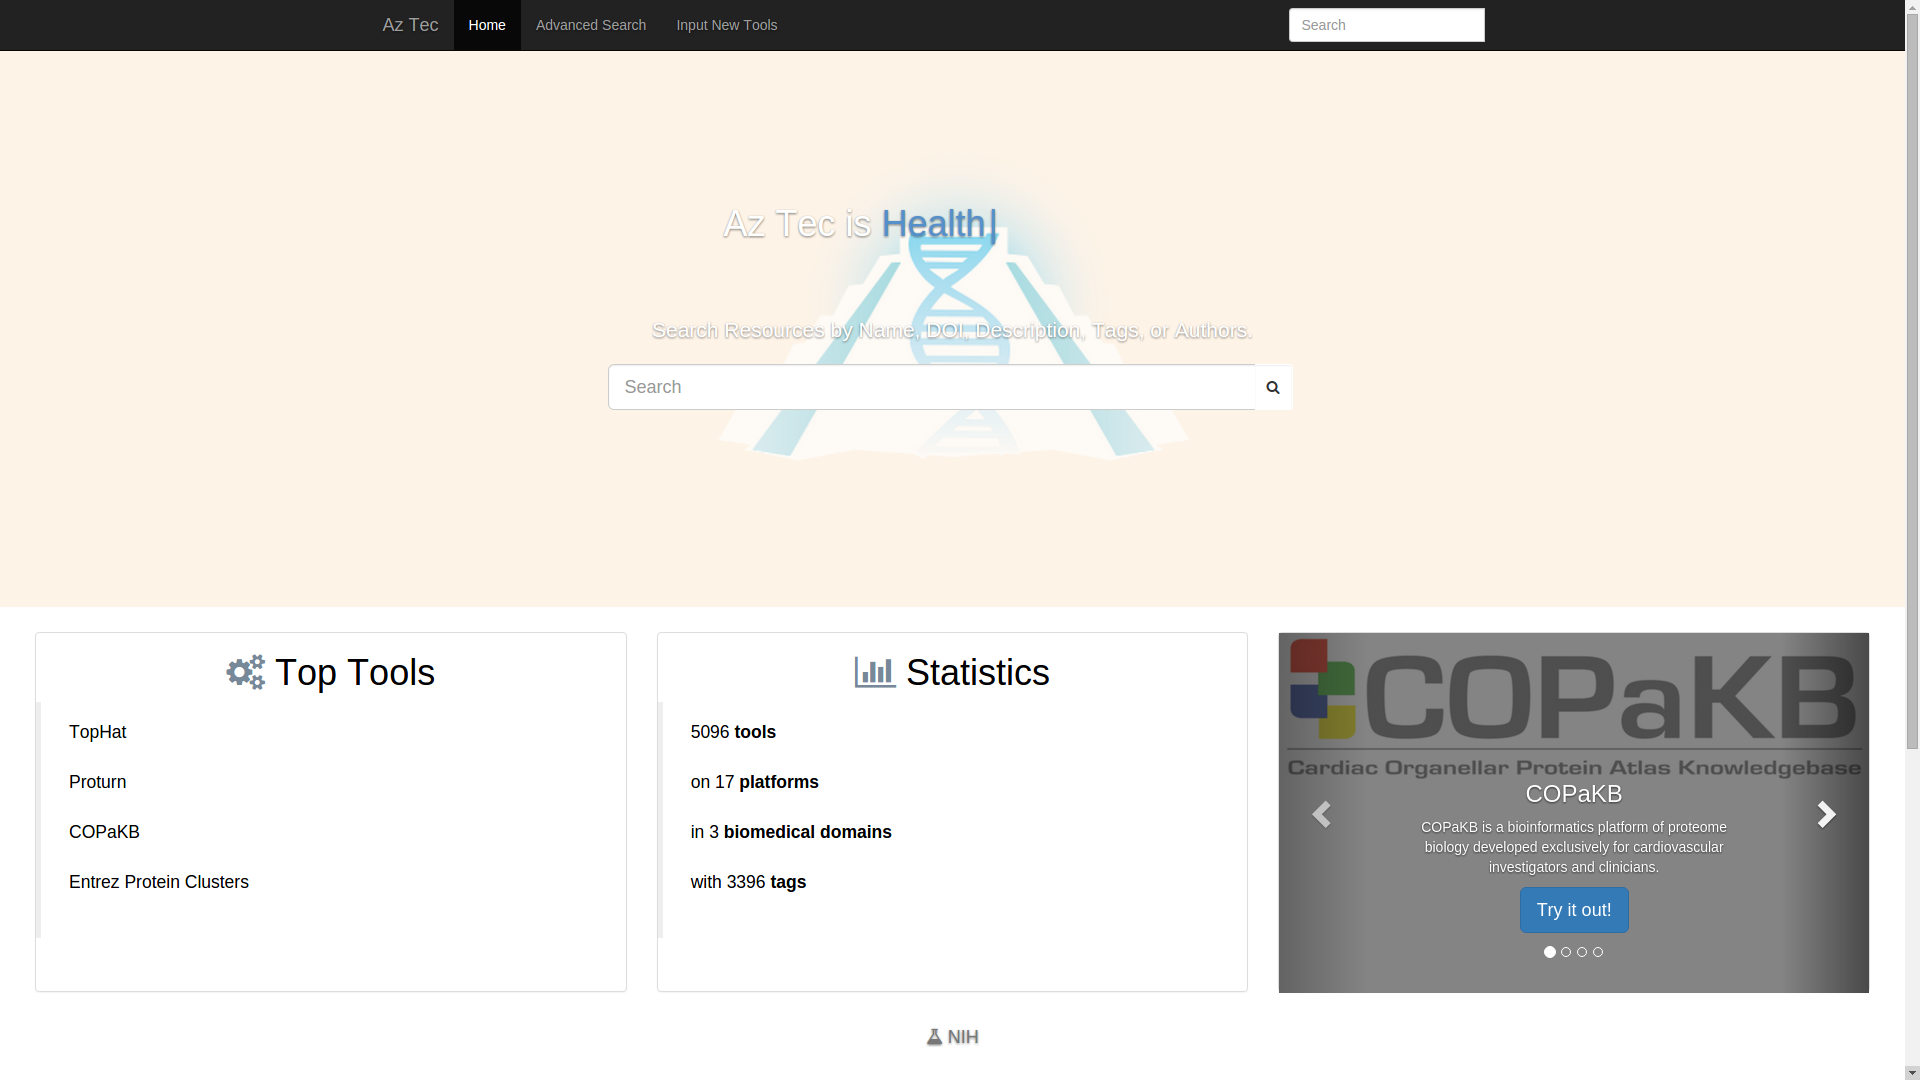 Az Tec Home Advanced Search Input New Tools Search
Az Tec is Health|
Search Resources by Name, DOI, Description, Tags, or Authors.
Search
Top Tools
TopHat
Proturn
COPaKB
Entrez Protein Clusters
Statistics
5096 tools
on 17 platforms
in 3 biomedical domains
with 3396 tags
COPaKB
Cardiac Organellar Protein Atlas Knowledgebase
COPaKB
COPaKB is a bioinformatics platform of proteome
biology developed exclusively for cardiovascular
investigators and clinicians.
Try it out!
NIH